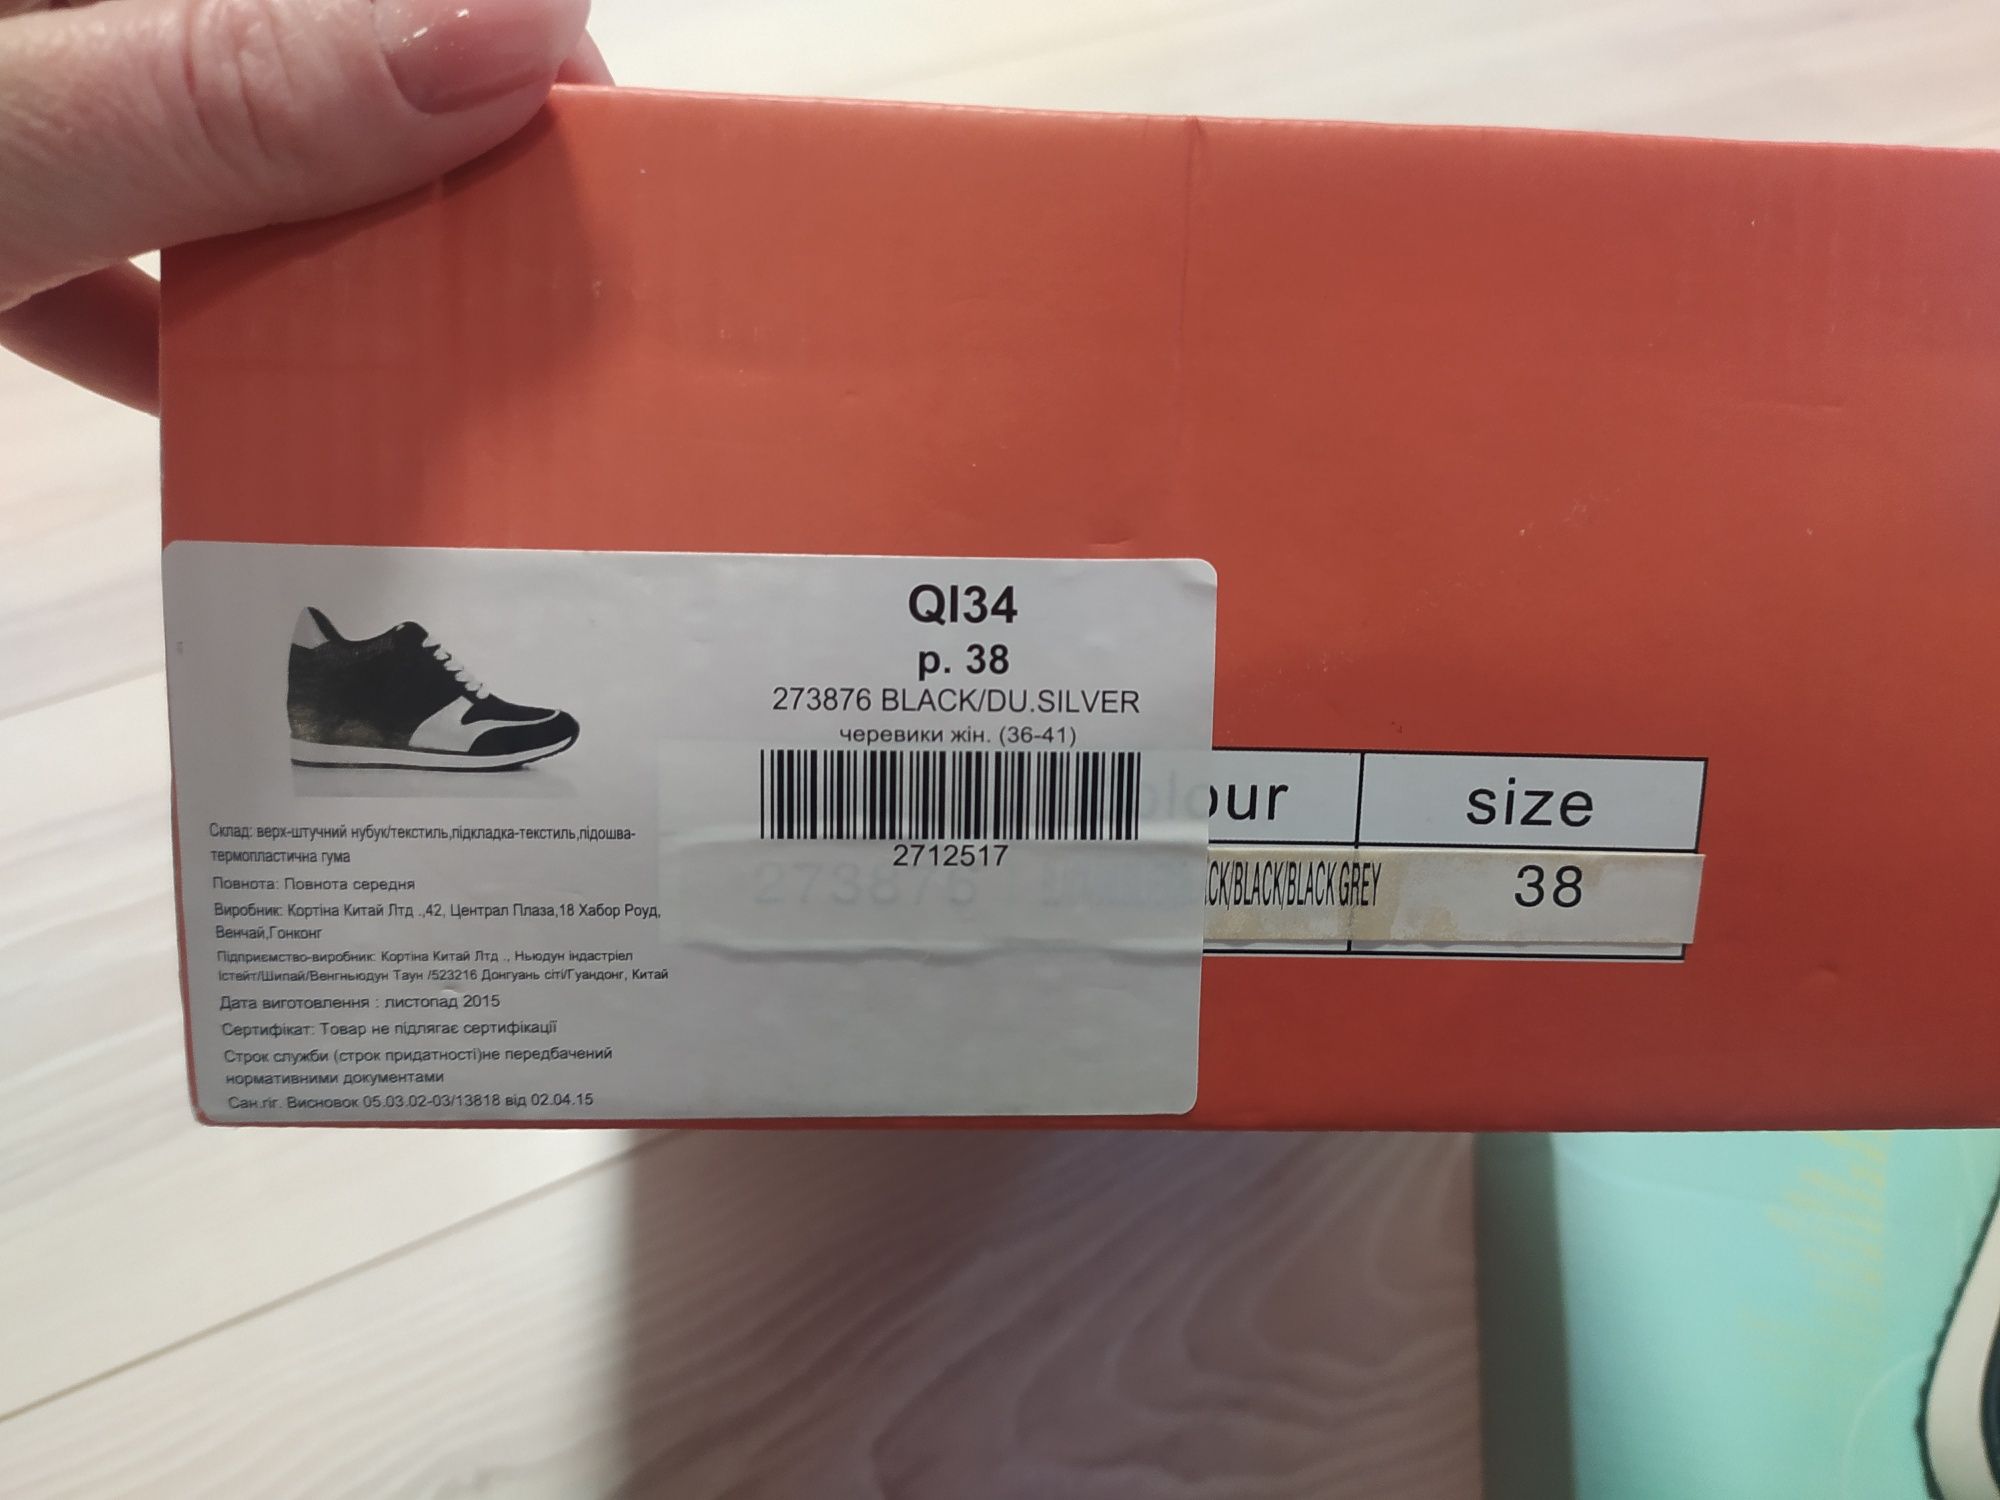 QI34
р. 38
273876 BLACK/DU.SILVER
черевики жін. (36-41)
2712517
Склад: верх-штучний нубук/текстиль,підкладка-текстиль,підошва-
термопластична гума
Повнота: Повнота середня
Виробник: Кортіна Китай Лтд .,42, Централ Плаза,18 Хабор Роуд,
Венчай,Гонконг
Підприємство-виробник: Кортіна Китай Лтд ., Ньюдун індастріел
Істейт/Шипай/Венгньюдун Таун /523216 Донгуань сіті/Гуандонг, Китай
Дата виготовлення : листопад 2015
Сертифікат: Товар не підлягає сертифікації
Строк служби (строк придатності)не передбачений
нормативними документами
Сан.гіг. Висновок 05.03.02-03/13818 від 02.04.15
olour size
273876 CK/BLACK/BLACK GREY 38